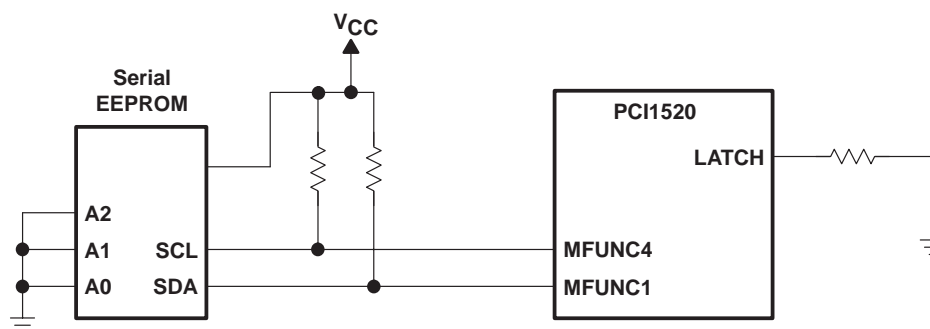 VCC
Serial
EEPROM
PCI1520
LATCH
A2
A1
SCL
MFUNC4
A0
SDA
MFUNC1